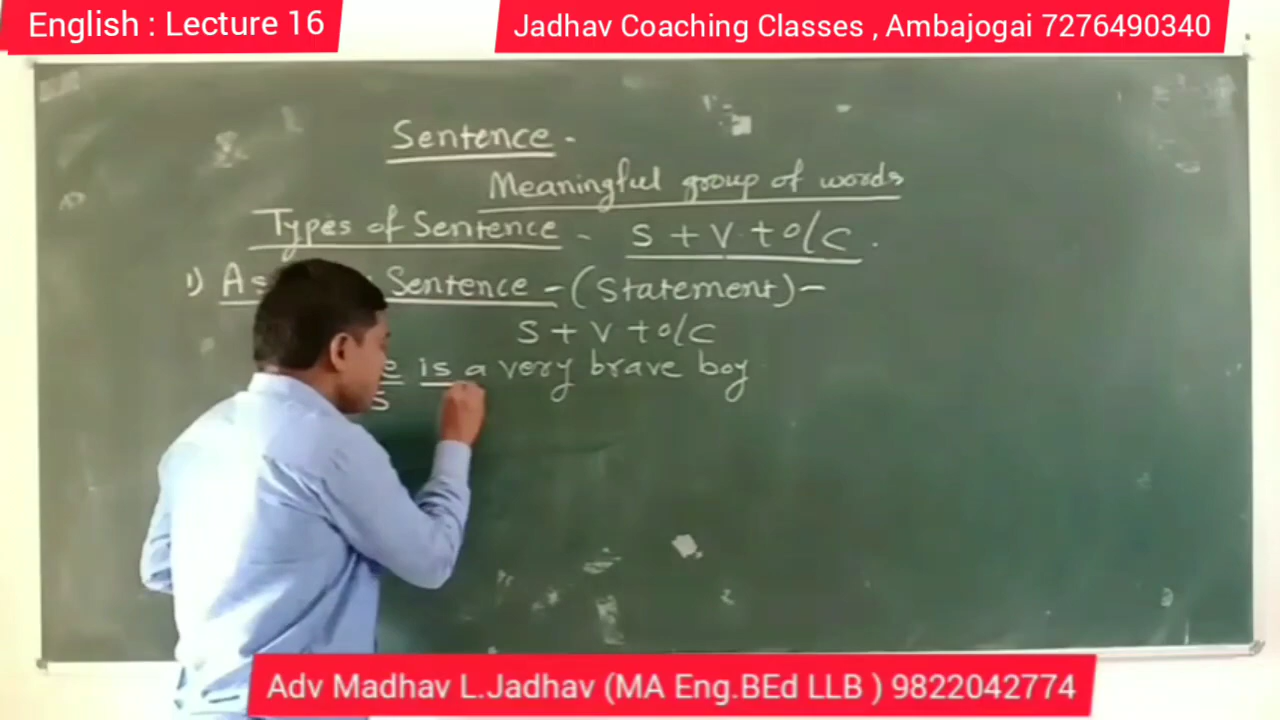 English : Lecture 16
Jadhav Coaching Classes , Ambajogai 7276490340
Sentence -
Meaningful group of words
Types of Sentence - S + V + O/C .
1) Sentence - (Statement) -
S + V + O/C
is a very brave boy
S
Adv Madhav L.Jadhav (MA Eng.BEd LLB ) 9822042774